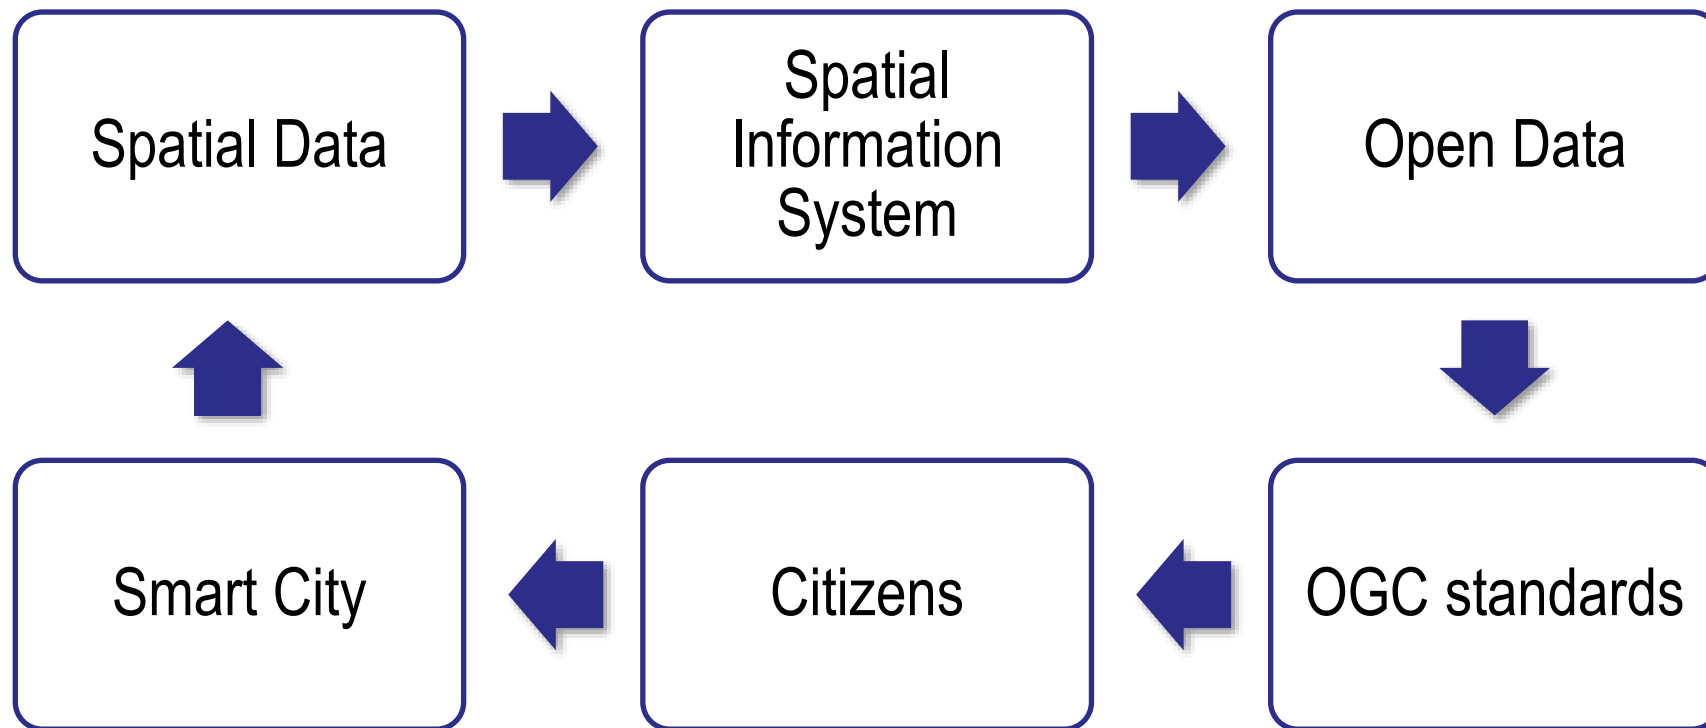 Spatial Data
Spatial
Information
System
Open Data
Smart City
Citizens
OGC standards